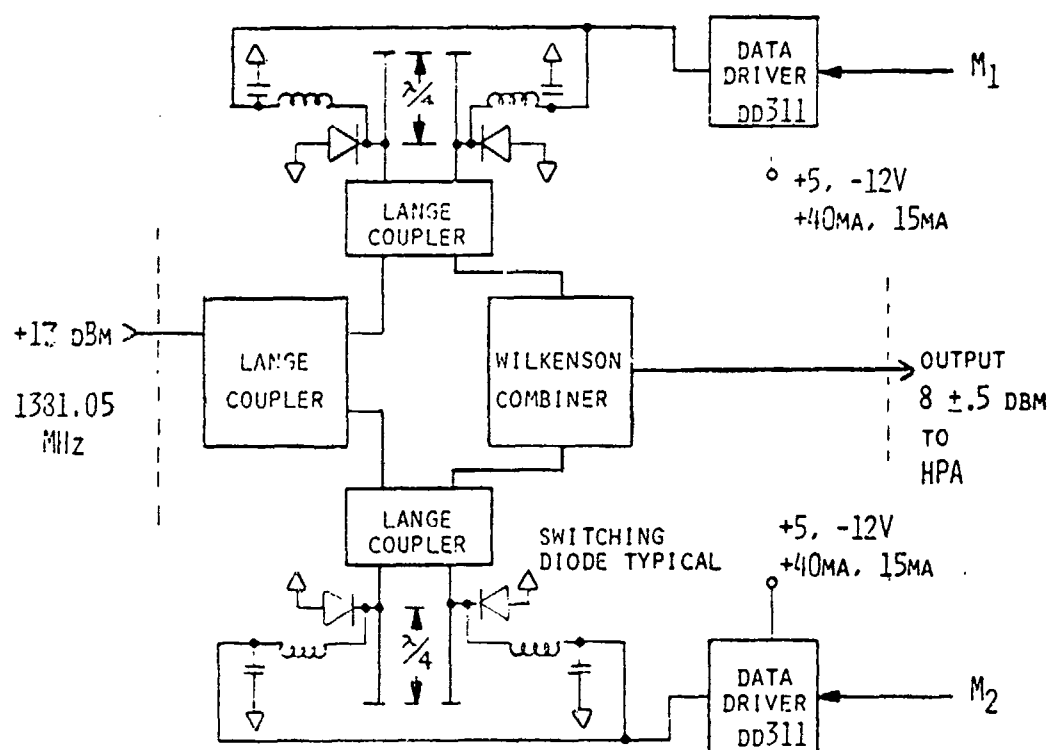 DATA
DRIVER
DD311
M1
λ/4
+5, -12V
+40MA, 15MA
LANGE
COUPLER
+13 DBM
1381.05
MHZ
LANGE
COUPLER
WILKENSON
COMBINER
OUTPUT
8 ±.5 DBM
TO
HPA
LANGE
COUPLER
SWITCHING
DIODE TYPICAL
+5, -12V
+40MA, 15MA
λ/4
DATA
DRIVER
DD311
M2